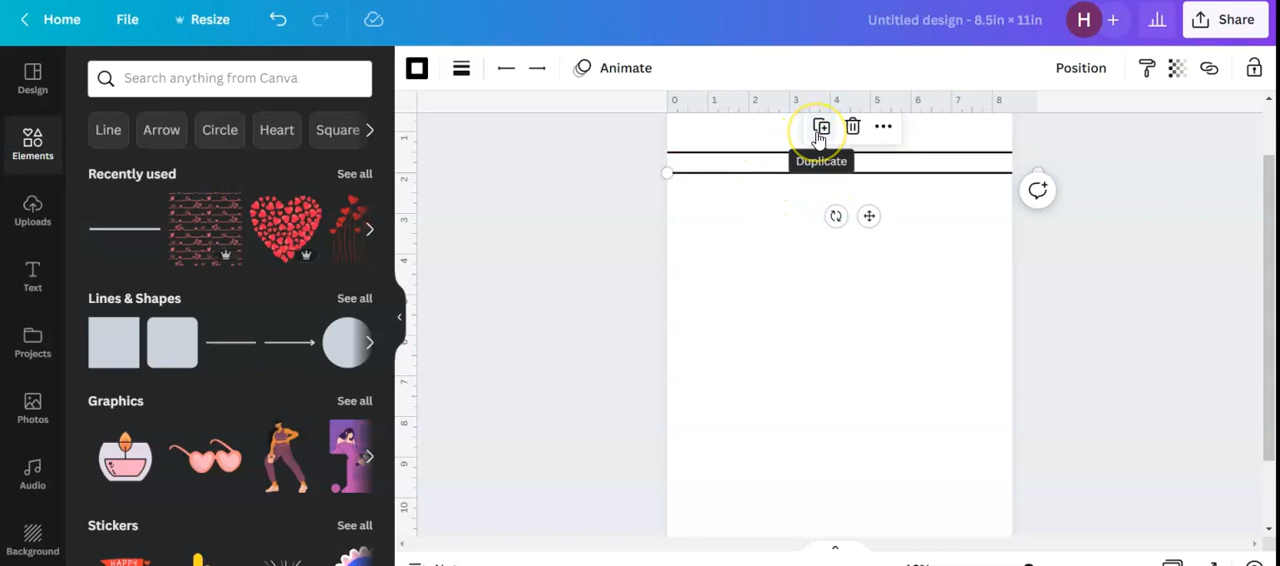 Home File Resize Untitled design - 8.5in × 11in H + Share
Search anything from Canva
Animate Position
Design
Elements
Uploads
Text
Projects
Photos
Audio
Background
Line Arrow Circle Heart Square
Recently used See all
Lines & Shapes See all
Graphics See all
Stickers See all
HAPPY
0 1 2 3 4 5 6 7 8
1
2
3
4
7
8
9
10
Duplicate